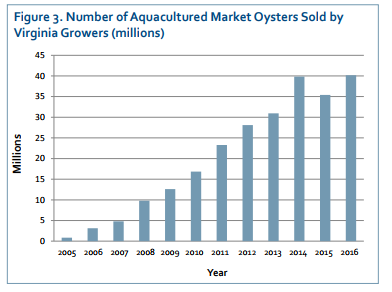 Figure 3. Number of Aquacultured Market Oysters Sold by
Virginia Growers (millions)
45
40
35
30
25
20
15
10
5
0
Millions
2005 2006 2007 2008 2009 2010 2011 2012 2013 2014 2015 2016
Year